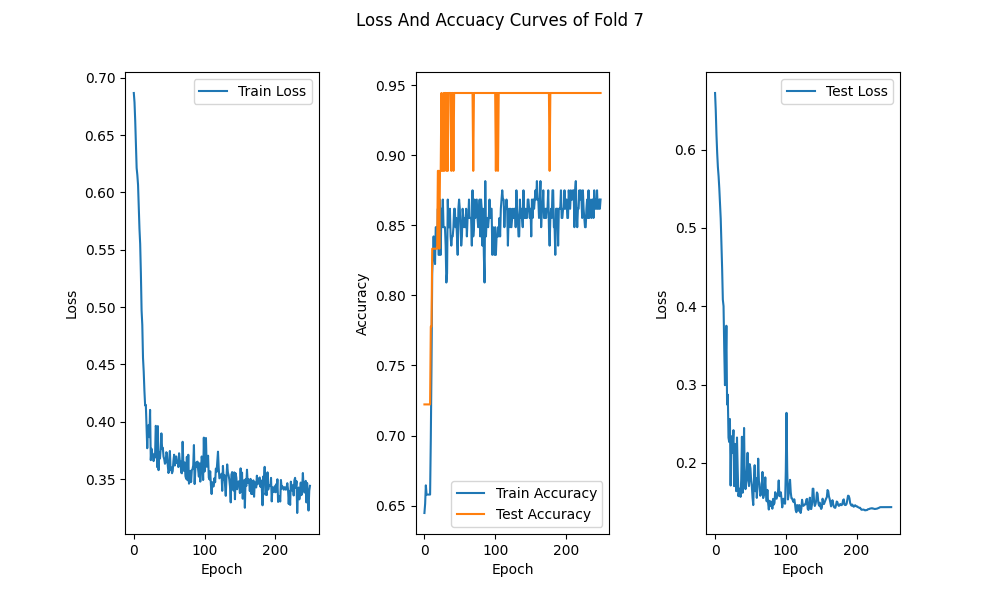 Loss And Accuacy Curves of Fold 7
Train Loss
0.70
0.65
0.60
0.55
0.50
0.45
0.40
0.35
Loss
0
100
200
Epoch
0.95
0.90
0.85
0.80
0.75
0.70
0.65
Accuracy
Train Accuracy
Test Accuracy
0
100
200
Epoch
Test Loss
0.6
0.5
0.4
0.3
0.2
Loss
0
100
200
Epoch